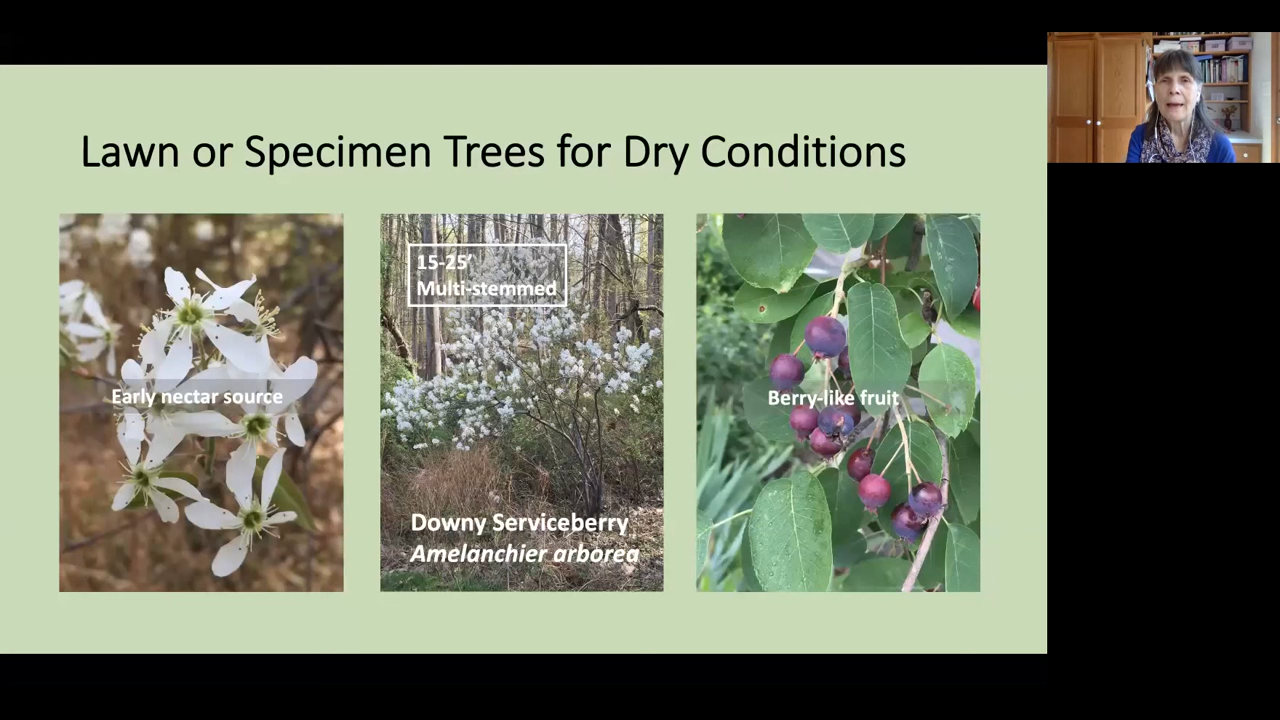 Lawn or Specimen Trees for Dry Conditions
Early nectar source
15-25'
Multi-stemmed
Downy Serviceberry
Amelanchier arborea
Berry-like fruit